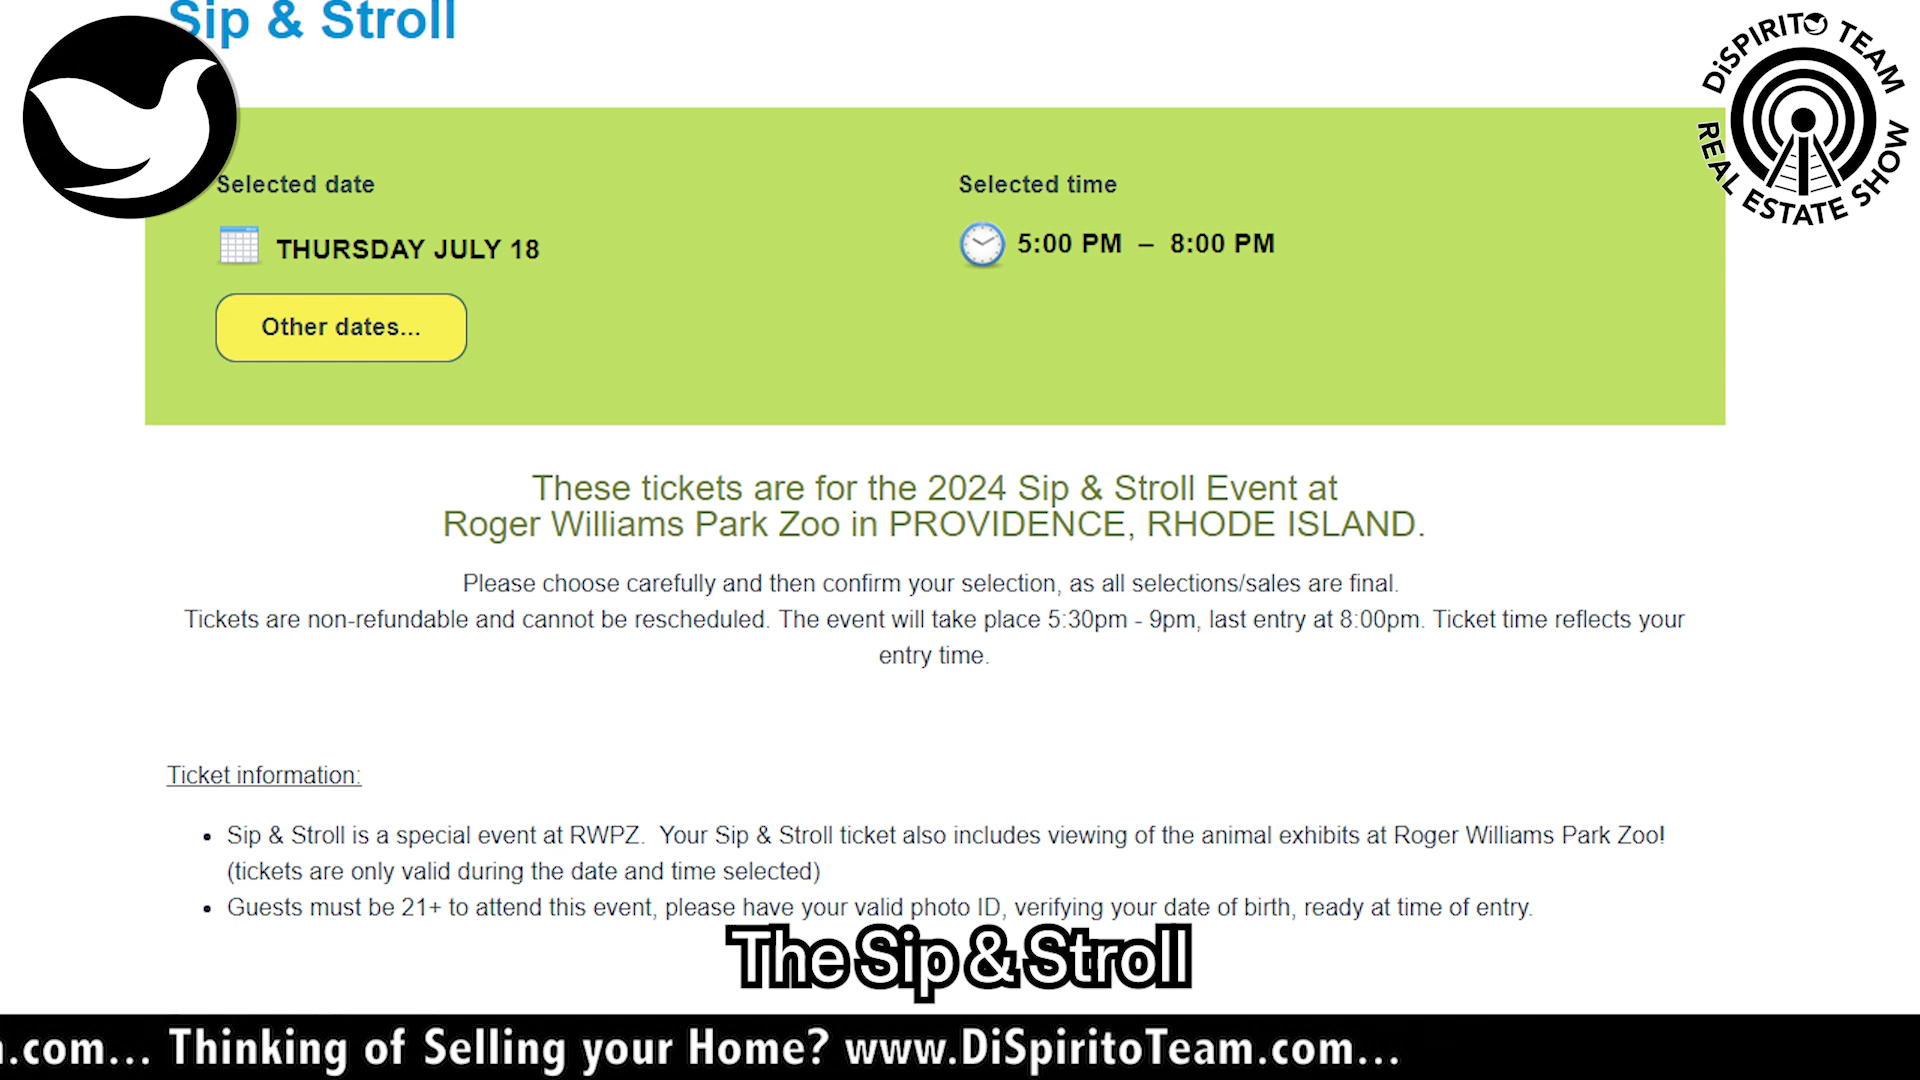 Sip & Stroll
DiSPIRITO TEAM
REAL ESTATE SHOW
Selected date
Selected time
THURSDAY JULY 18
5:00 PM – 8:00 PM
Other dates...
These tickets are for the 2024 Sip & Stroll Event at
Roger Williams Park Zoo in PROVIDENCE, RHODE ISLAND.
Please choose carefully and then confirm your selection, as all selections/sales are final.
Tickets are non-refundable and cannot be rescheduled. The event will take place 5:30pm - 9pm, last entry at 8:00pm. Ticket time reflects your
entry time.
Ticket information:
• Sip & Stroll is a special event at RWPZ. Your Sip & Stroll ticket also includes viewing of the animal exhibits at Roger Williams Park Zoo!
(tickets are only valid during the date and time selected)
• Guests must be 21+ to attend this event, please have your valid photo ID, verifying your date of birth, ready at time of entry.
The Sip & Stroll
.com... Thinking of Selling your Home? www.DiSpiritoTeam.com...